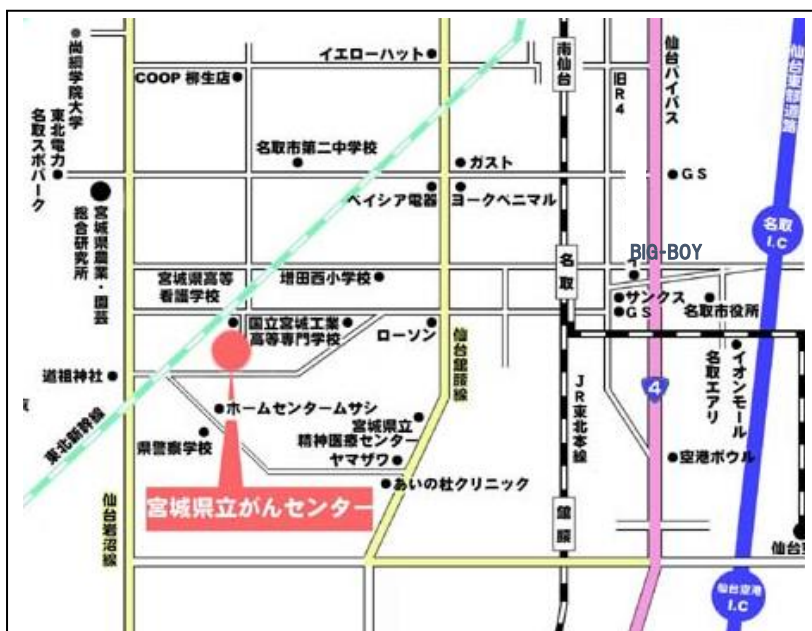 尚絅学院大学
東北電力
名取スポパーク
宮城県農業・園芸
総合研究所
道祖神社
COOP 柳生店
イエローハット
名取市第二中学校
ガスト
ベイシア電器
ヨークベニマル
南仙台
旧R4
仙台バイパス
仙台東部道路
GS
名取
I.C
BIG-BOY
名取
宮城県高等
看護学校
増田西小学校
サンクス
GS
名取市役所
国立宮城工業
高等専門学校
ローソン
仙台舘腰線
JR東北本線
4
イオンモール
名取エアリ
東北新幹線
ホームセンタームサシ
県警察学校
宮城県立
精神医療センター
ヤマザワ
あいの杜クリニック
空港ボウル
宮城県立がんセンター
仙台岩沼線
舘腰
仙台空港
I.C